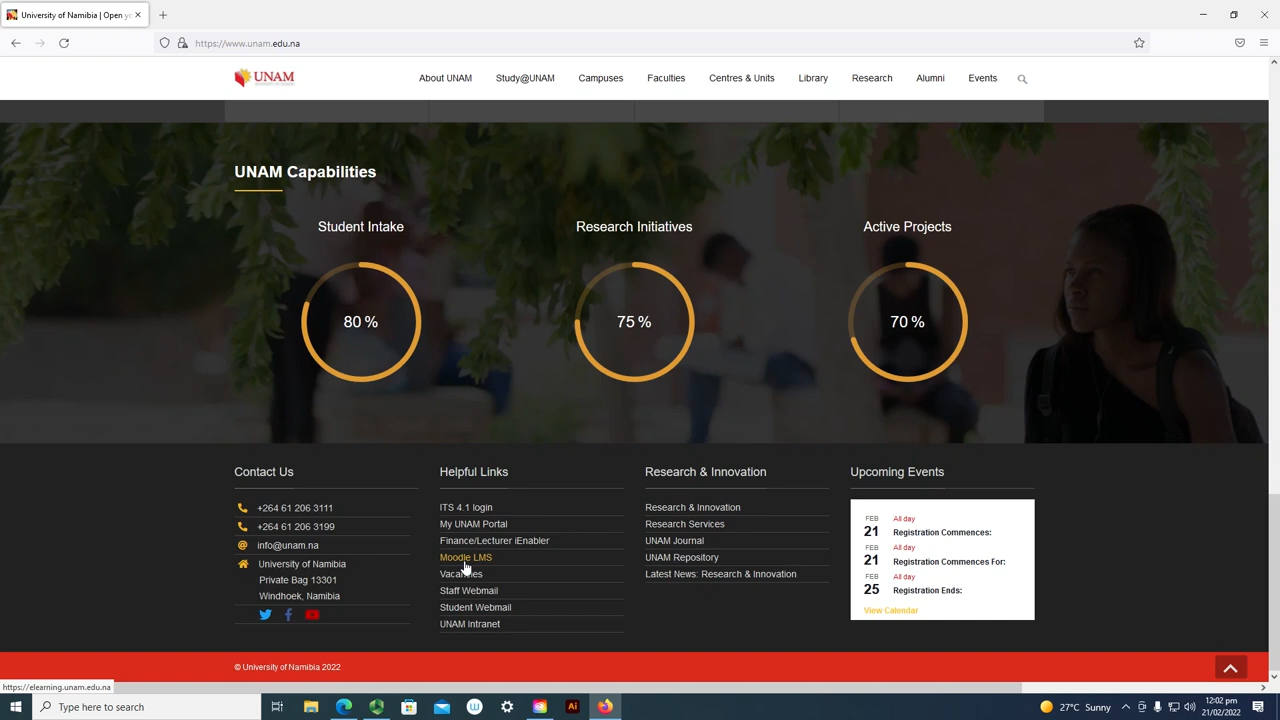 University of Namibia | Open yo
https://www.unam.edu.na
UNAM
About UNAM
Study@UNAM
Campuses
Faculties
Centres & Units
Library
Research
Alumni
Events
UNAM Capabilities
Student Intake
Research Initiatives
Active Projects
80 %
75 %
70 %
Contact Us
+264 61 206 3111
+264 61 206 3199
info@unam.na
University of Namibia
Private Bag 13301
Windhoek, Namibia
Helpful Links
ITS 4.1 login
My UNAM Portal
Finance/Lecturer iEnabler
Moodle LMS
Vacancies
Staff Webmail
Student Webmail
UNAM Intranet
Research & Innovation
Research & Innovation
Research Services
UNAM Journal
UNAM Repository
Latest News: Research & Innovation
Upcoming Events
FEB All day
21 Registration Commences:
FEB All day
21 Registration Commences For:
FEB All day
25 Registration Ends:
View Calendar
© University of Namibia 2022
https://elearning.unam.edu.na
Type here to search
Ai
27°C Sunny
12:02 pm
21/02/2022